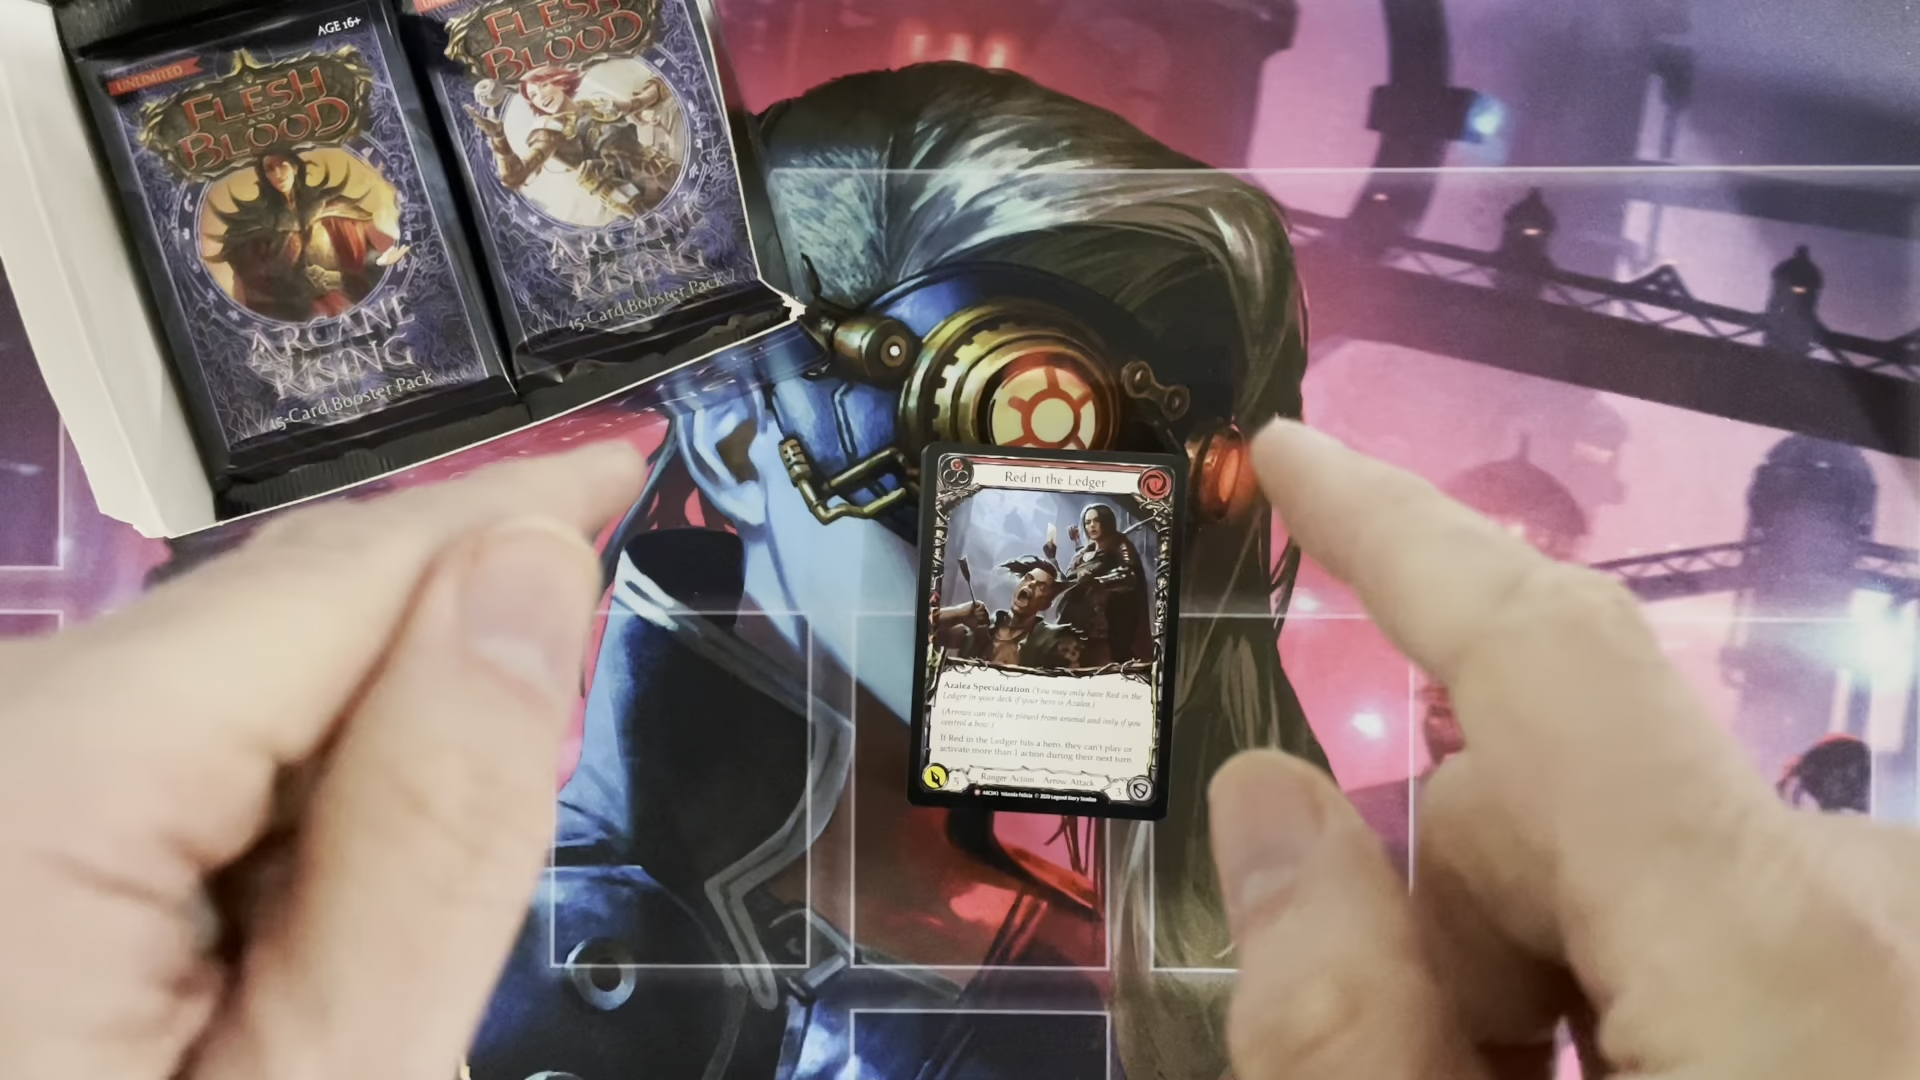 AGE 16+
UNLIMITED
FLESH
AND
BLOOD
ARCANE
RISING
15-Card Booster Pack
FLESH
AND
BLOOD
ARCANE
RISING
15-Card Booster Pack
Red in the Ledger
Azalea Specialization (You may only have Red in the
Ledger in your deck if your hero is Azalea.)
(Arrows can only be played from arsenal and only if you
control a bow.)
If Red in the Ledger hits a hero, they can't play or
activate more than 1 action during their next turn
5
Ranger Action – Arrow Attack
3
© 2020 Legend Story Studios